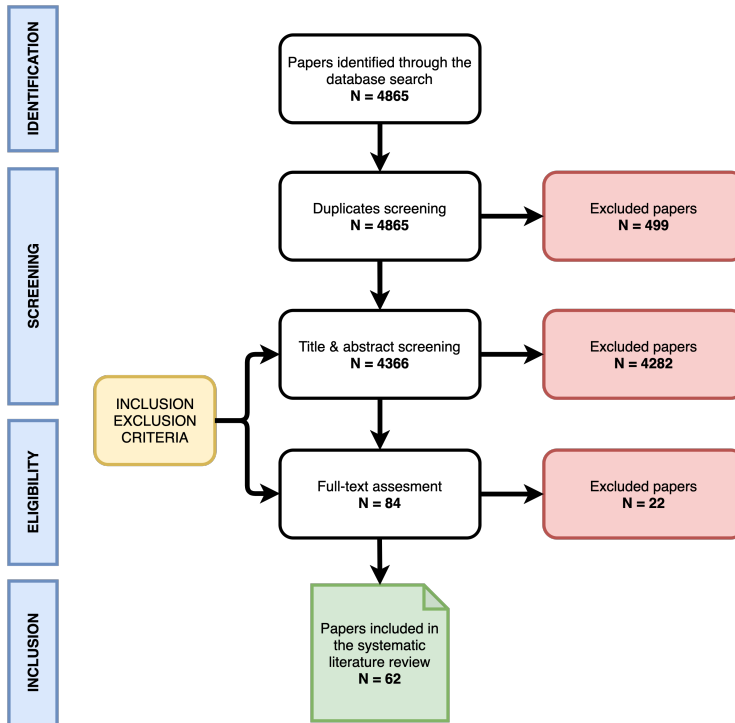 IDENTIFICATION
Papers identified through the
database search
N = 4865
SCREENING
Duplicates screening
N = 4865
Excluded papers
N = 499
Title & abstract screening
N = 4366
Excluded papers
N = 4282
INCLUSION
EXCLUSION
CRITERIA
ELIGIBILITY
Full-text assesment
N = 84
Excluded papers
N = 22
INCLUSION
Papers included in
the systematic
literature review
N = 62